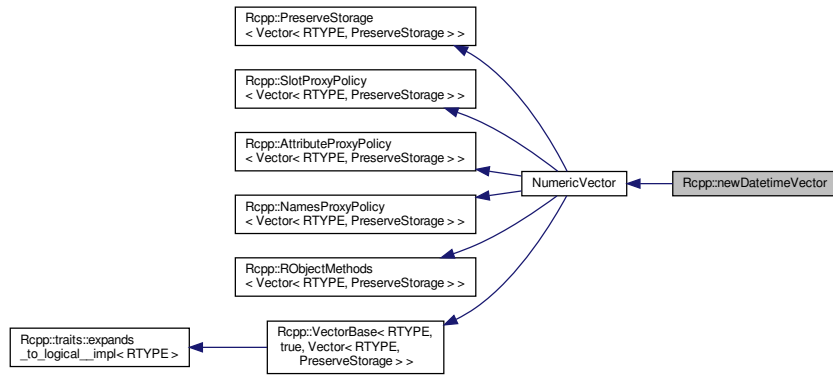 Rcpp::PreserveStorage
< Vector< RTYPE, PreserveStorage > >
Rcpp::SlotProxyPolicy
< Vector< RTYPE, PreserveStorage > >
Rcpp::AttributeProxyPolicy
< Vector< RTYPE, PreserveStorage > >
NumericVector
Rcpp::newDatetimeVector
Rcpp::NamesProxyPolicy
< Vector< RTYPE, PreserveStorage > >
Rcpp::RObjectMethods
< Vector< RTYPE, PreserveStorage > >
Rcpp::traits::expands
_to_logical__impl< RTYPE >
Rcpp::VectorBase< RTYPE,
true, Vector< RTYPE,
PreserveStorage > >